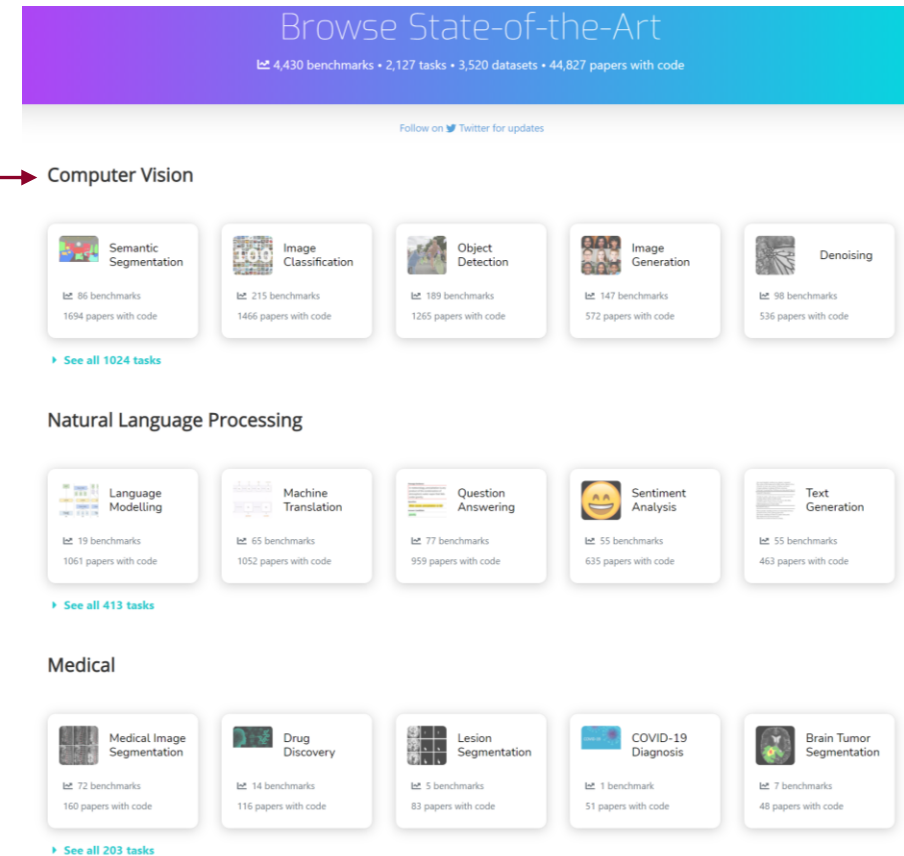 Browse State-of-the-Art
4,430 benchmarks • 2,127 tasks • 3,520 datasets • 44,827 papers with code
Follow on Twitter for updates
Computer Vision
Semantic
Segmentation
86 benchmarks
1694 papers with code
Image
Classification
215 benchmarks
1466 papers with code
Object
Detection
189 benchmarks
1265 papers with code
Image
Generation
147 benchmarks
572 papers with code
Denoising
98 benchmarks
536 papers with code
See all 1024 tasks
Natural Language Processing
Language
Modelling
19 benchmarks
1061 papers with code
Machine
Translation
65 benchmarks
1052 papers with code
Question
Answering
77 benchmarks
959 papers with code
Sentiment
Analysis
55 benchmarks
635 papers with code
Text
Generation
55 benchmarks
463 papers with code
See all 413 tasks
Medical
Medical Image
Segmentation
72 benchmarks
160 papers with code
Drug
Discovery
14 benchmarks
116 papers with code
Lesion
Segmentation
5 benchmarks
83 papers with code
COVID-19
Diagnosis
1 benchmark
51 papers with code
Brain Tumor
Segmentation
7 benchmarks
48 papers with code
See all 203 tasks